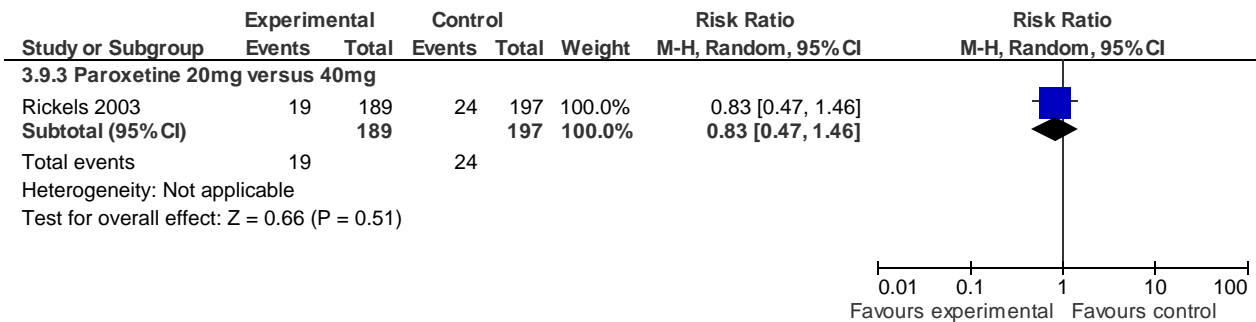 Experimental Control Risk Ratio Risk Ratio
Study or Subgroup Events Total Events Total Weight M-H, Random, 95% CI M-H, Random, 95% CI
3.9.3 Paroxetine 20mg versus 40mg
Rickels 2003 19 189 24 197 100.0% 0.83 [0.47, 1.46]
Subtotal (95% CI) 189 197 100.0% 0.83 [0.47, 1.46]
Total events 19 24
Heterogeneity: Not applicable
Test for overall effect: Z = 0.66 (P = 0.51)
0.01 0.1 1 10 100
Favours experimental Favours control